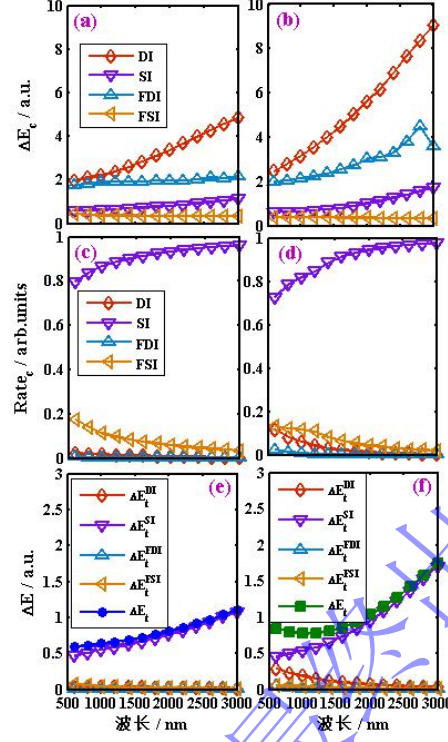 (a)
(b)
10
10
8
8
6
6
4
4
2
2
0
0
ΔE_c / a.u.
DI
SI
FDI
FSI
(c)
(d)
1
1
0.8
0.8
0.6
0.6
0.4
0.4
0.2
0.2
0
0
Rate_c / arb.units
DI
SI
FDI
FSI
(e)
(f)
3
3
2.5
2.5
2
2
1.5
1.5
1
1
0.5
0.5
0
0
ΔE / a.u.
ΔE_t^DI
ΔE_t^SI
ΔE_t^FDI
ΔE_t^FSI
ΔE_t
ΔE_t^DI
ΔE_t^SI
ΔE_t^FDI
ΔE_t^FSI
ΔE_t
500 1000 1500 2000 2500 3000
500 1000 1500 2000 2500 3000
波长 / nm
波长 / nm